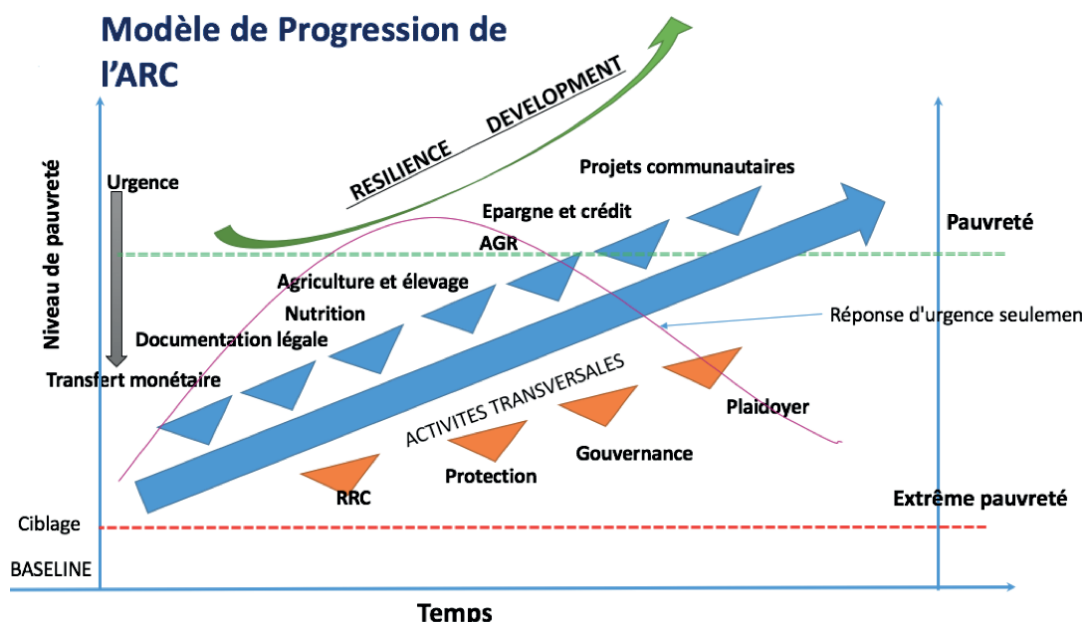 Modèle de Progression de
l'ARC
RESILIENCE DEVELOPMENT
Niveau de pauvreté
Urgence
Projets communautaires
Epargne et crédit
AGR
Pauvreté
Agriculture et élevage
Nutrition
Réponse d'urgence seulemen
Documentation légale
Transfert monétaire
ACTIVITES TRANSVERSALES
Plaidoyer
Gouvernance
Protection
RRC
Extrême pauvreté
Ciblage
BASELINE
Temps